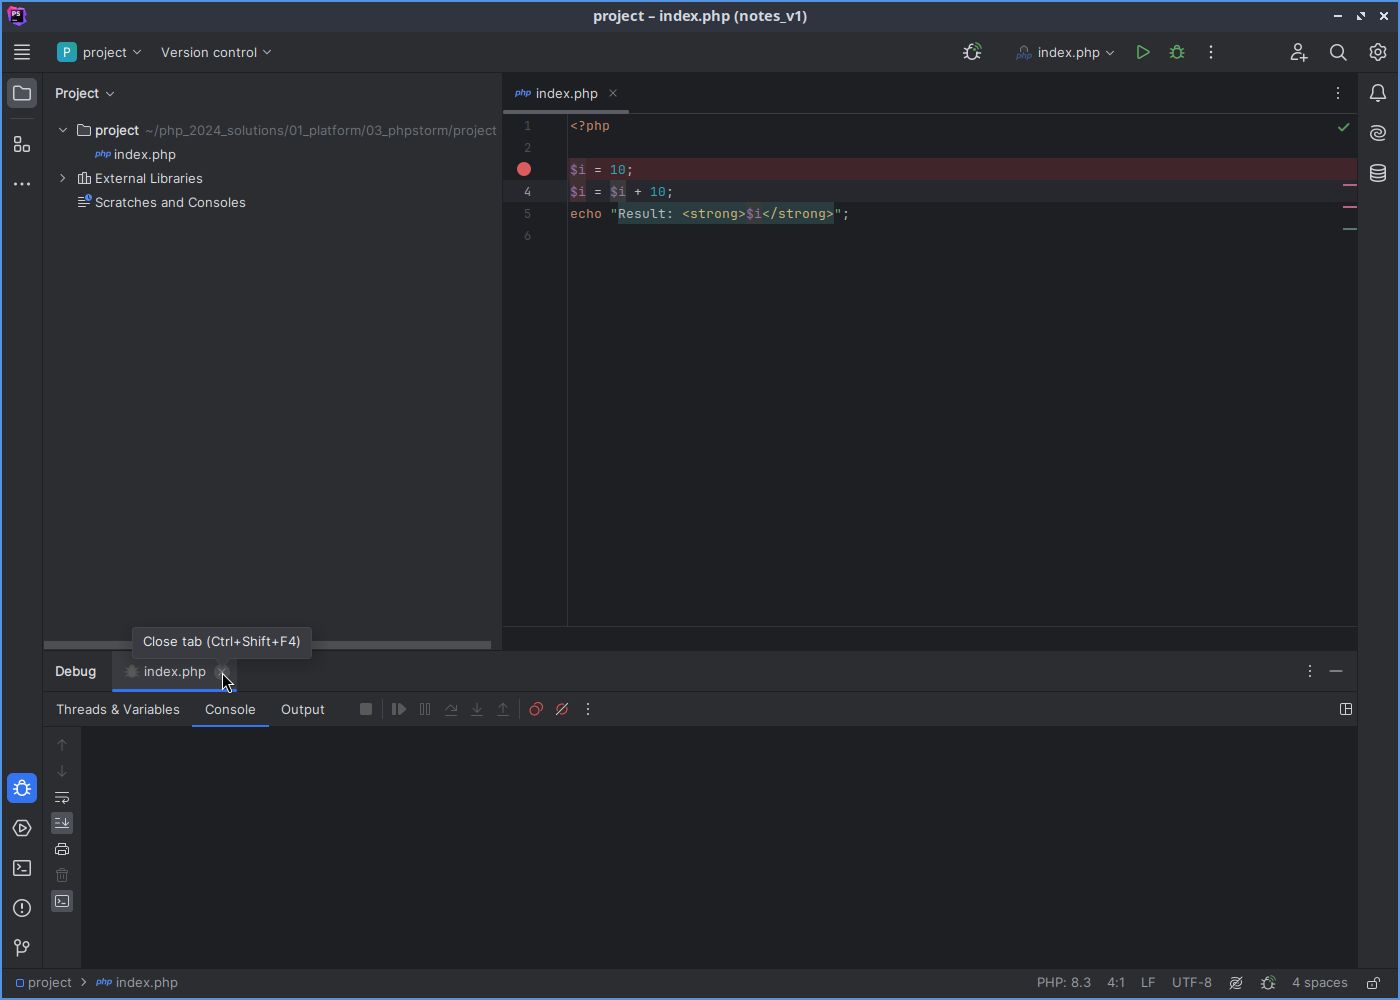 project – index.php (notes_v1)
PS
P project Version control index.php
Project
php index.php
project ~/php_2024_solutions/01_platform/03_phpstorm/project
php index.php
External Libraries
Scratches and Consoles
1 <?php
2
$i = 10;
4 $i = $i + 10;
5 echo "Result: <strong>$i</strong>";
6
Close tab (Ctrl+Shift+F4)
Debug index.php
Threads & Variables Console Output
project php index.php PHP: 8.3 4:1 LF UTF-8 4 spaces